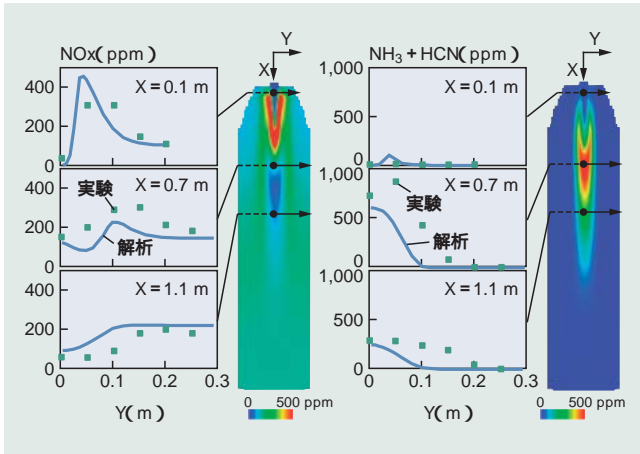 NOx(ppm)
400
200
0
X = 0.1 m
400
200
0
X = 0.7 m
実験
解析
400
200
0
X = 1.1 m
0 0.1 0.2 0.3
Y(m)
Y
X
0 500 ppm
NH3 + HCN(ppm)
1,000
500
0
X = 0.1 m
1,000
500
0
X = 0.7 m
実験
解析
1,000
500
0
X = 1.1 m
0 0.1 0.2 0.3
Y(m)
Y
X
0 500 ppm